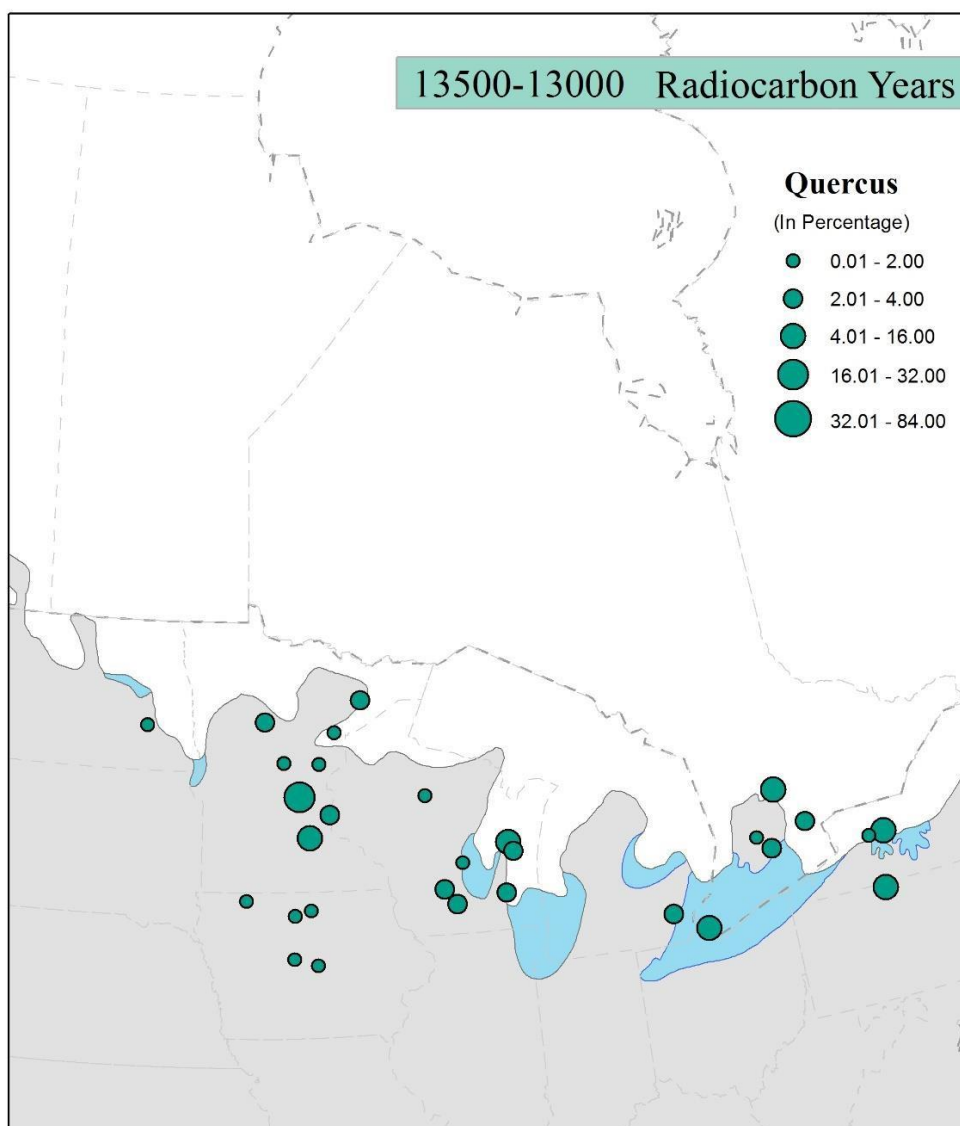 13500-13000 Radiocarbon Years
Quercus
(In Percentage)
0.01 - 2.00
2.01 - 4.00
4.01 - 16.00
16.01 - 32.00
32.01 - 84.00